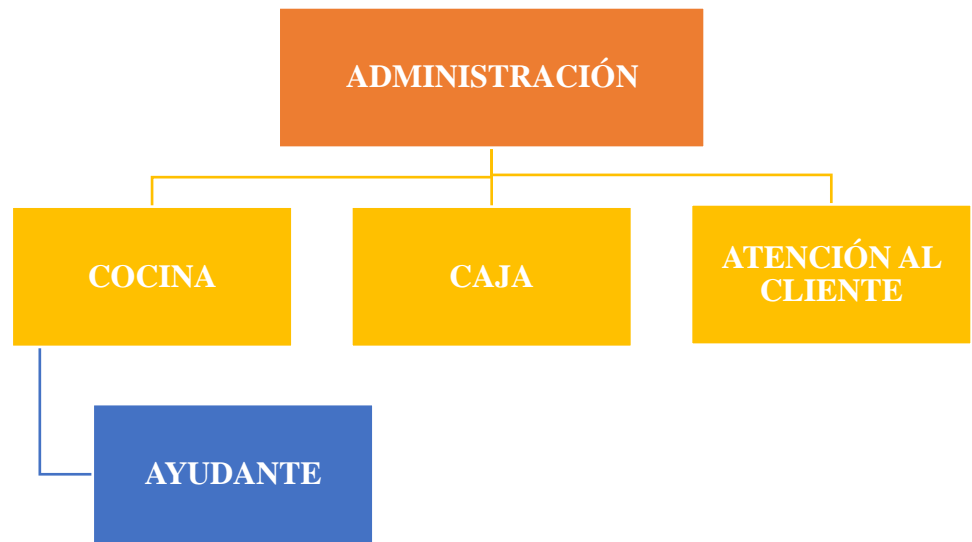 ADMINISTRACIÓN
COCINA
CAJA
ATENCIÓN AL
CLIENTE
AYUDANTE